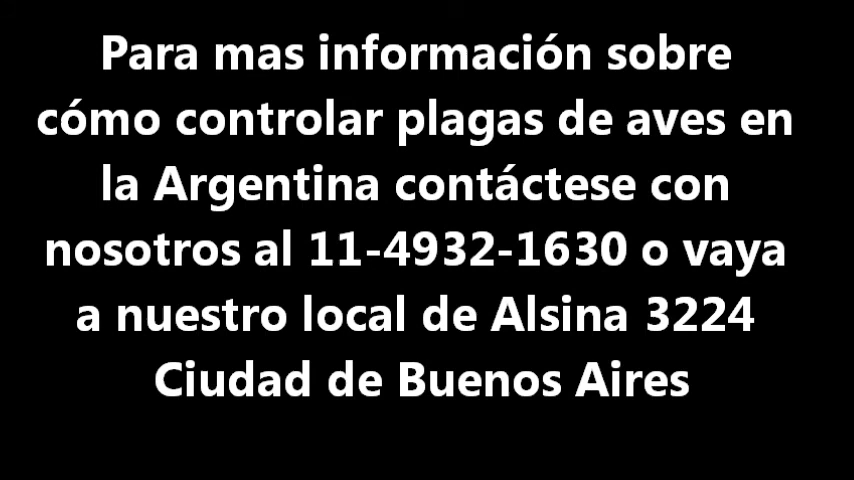 Para mas información sobre
cómo controlar plagas de aves en
la Argentina contáctese con
nosotros al 11-4932-1630 o vaya
a nuestro local de Alsina 3224
Ciudad de Buenos Aires